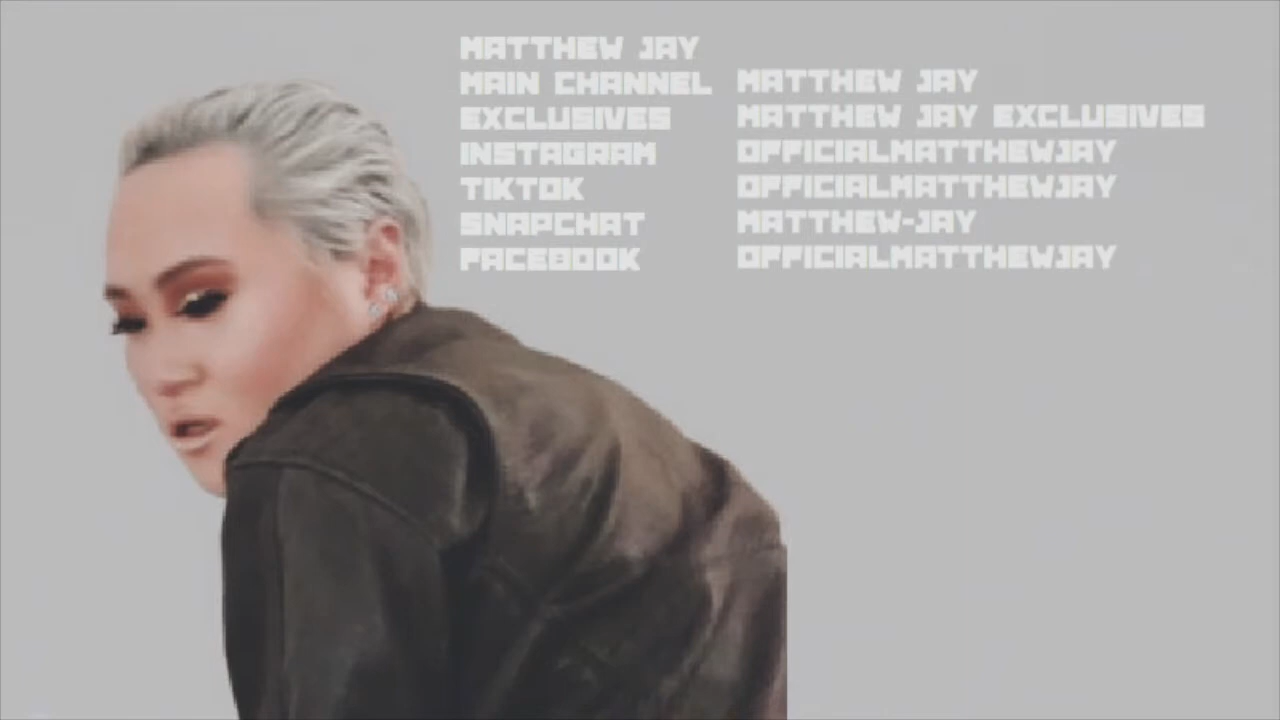 MATTHEW JAY
MAIN CHANNEL
EXCLUSIVES
INSTAGRAM
TIKTOK
SNAPCHAT
FACEBOOK
MATTHEW JAY
MATTHEW JAY EXCLUSIVES
OFFICIALMATTHEWJAY
OFFICIALMATTHEWJAY
MATTHEW-JAY
OFFICIALMATTHEWJAY